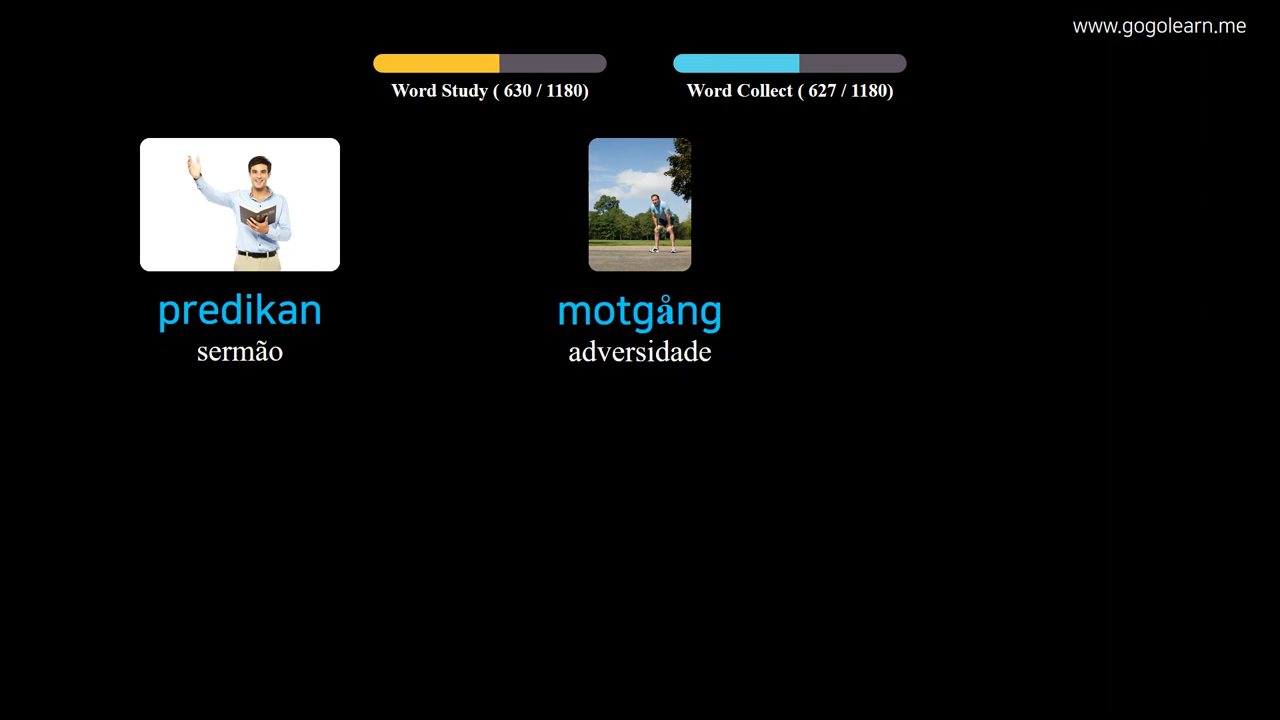 www.gogolearn.me
Word Study ( 630 / 1180)
Word Collect ( 627 / 1180)
predikan
sermão
motgång
adversidade